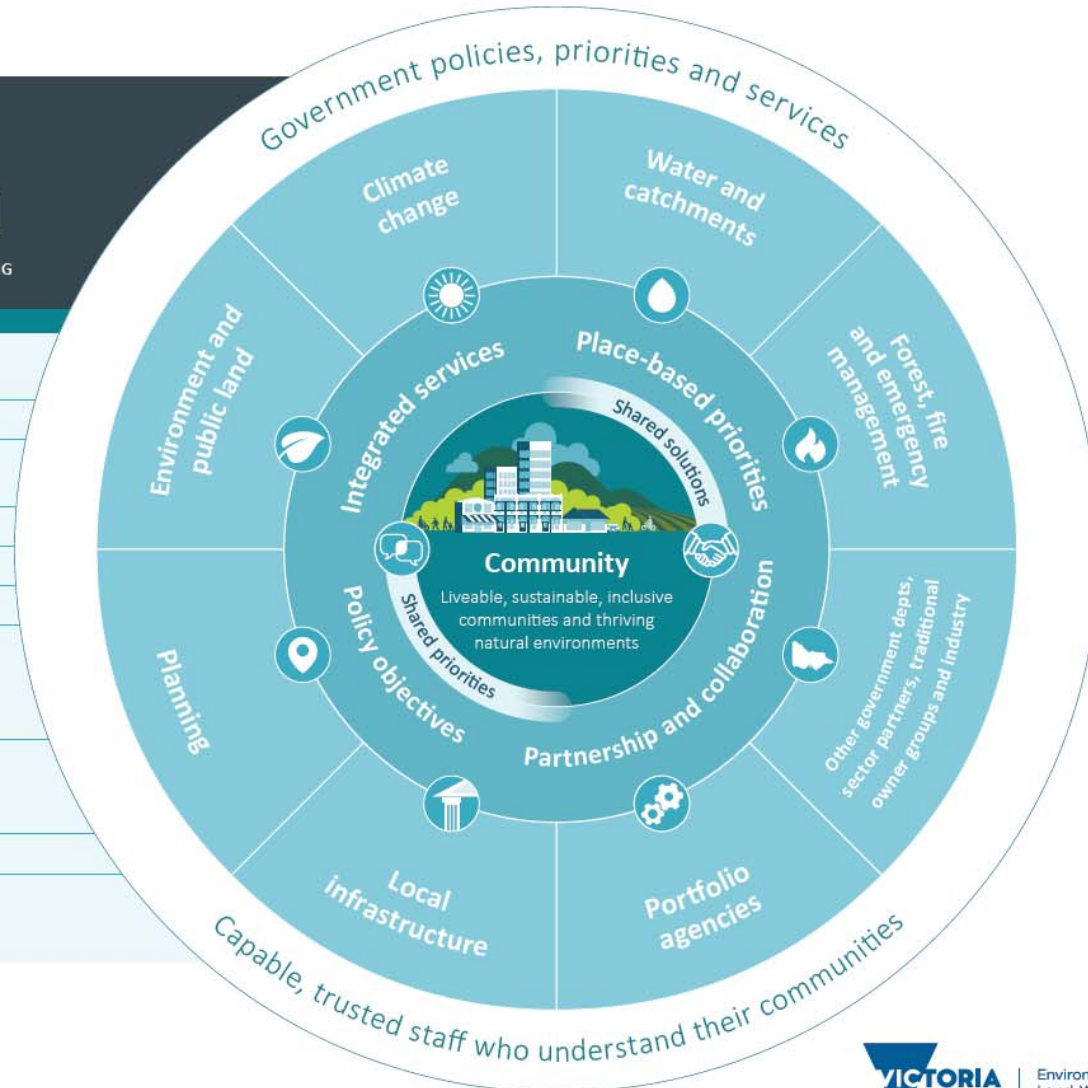 Government policies, priorities and services
Climate
change
Water and
catchments
G
Environment and
public land
Forest, fire
and emergency
management
Integrated services
Place-based priorities
Shared solutions
Community
Liveable, sustainable, inclusive
communities and thriving
natural environments
Shared priorities
Policy objectives
Partnership and collaboration
Planning
Other government depts,
sector partners, traditional
owner groups and industry
Local
infrastructure
Portfolio
agencies
Capable, trusted staff who understand their communities
VICTORIA